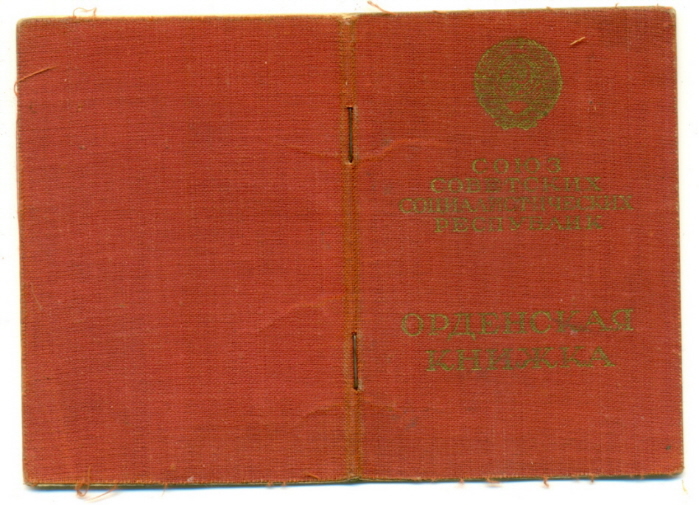 СОЮЗ
СОВЕТСКИХ
СОЦИАЛИСТИЧЕСКИХ
РЕСПУБЛИК
ОРДЕНСКАЯ
КНИЖКА